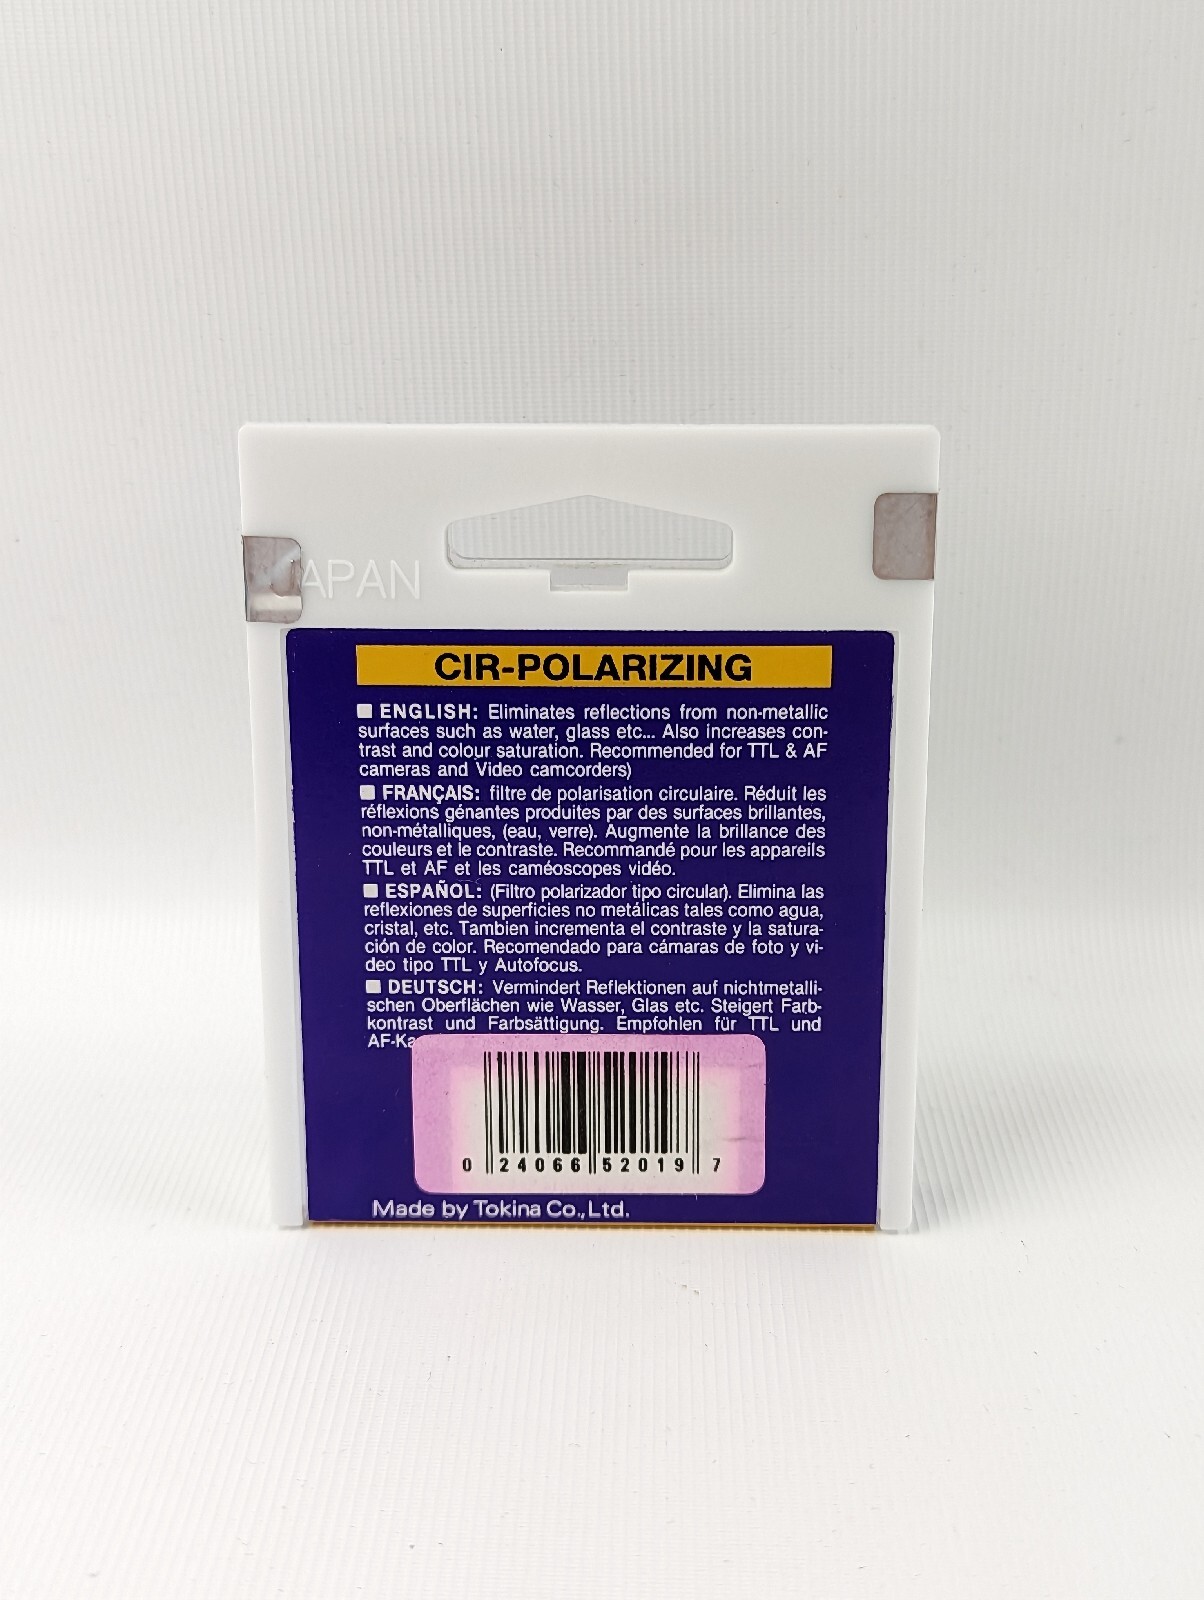 JAPAN
CIR-POLARIZING
■ ENGLISH: Eliminates reflections from non-metallic
surfaces such as water, glass etc... Also increases con-
trast and colour saturation. Recommended for TTL & AF
cameras and Video camcorders)
■ FRANÇAIS: filtre de polarisation circulaire. Réduit les
réflexions génantes produites par des surfaces brillantes,
non-métalliques, (eau, verre). Augmente la brillance des
couleurs et le contraste. Recommandé pour les appareils
TTL et AF et les caméoscopes vidéo.
■ ESPAÑOL: (Filtro polarizador tipo circular). Elimina las
reflexiones de superficies no metálicas tales como agua,
cristal, etc. Tambien incrementa el contraste y la satura-
ción de color. Recomendado para cámaras de foto y vi-
deo tipo TTL y Autofocus.
■ DEUTSCH: Vermindert Reflektionen auf nichtmetalli-
schen Oberflächen wie Wasser, Glas etc. Steigert Farb-
kontrast und Farbsättigung. Empfohlen für TTL und
AF-Ka
0 24066 52019 7
Made by Tokina Co.,Ltd.